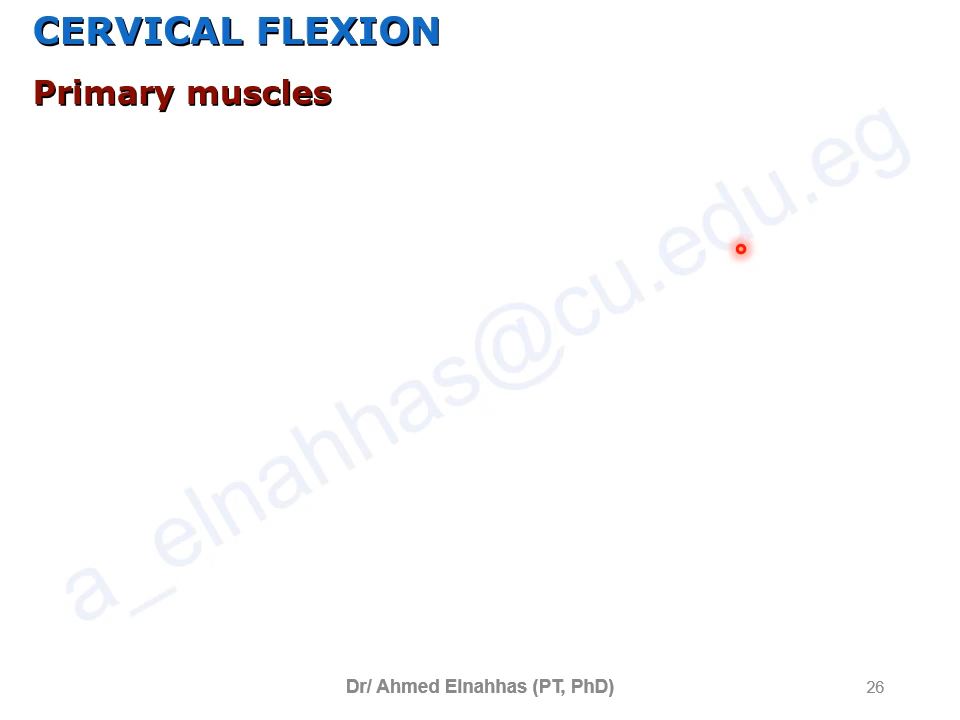 CERVICAL FLEXION
Primary muscles
a_elnahhas@cu.edu.eg
Dr/ Ahmed Elnahhas (PT, PhD)
26